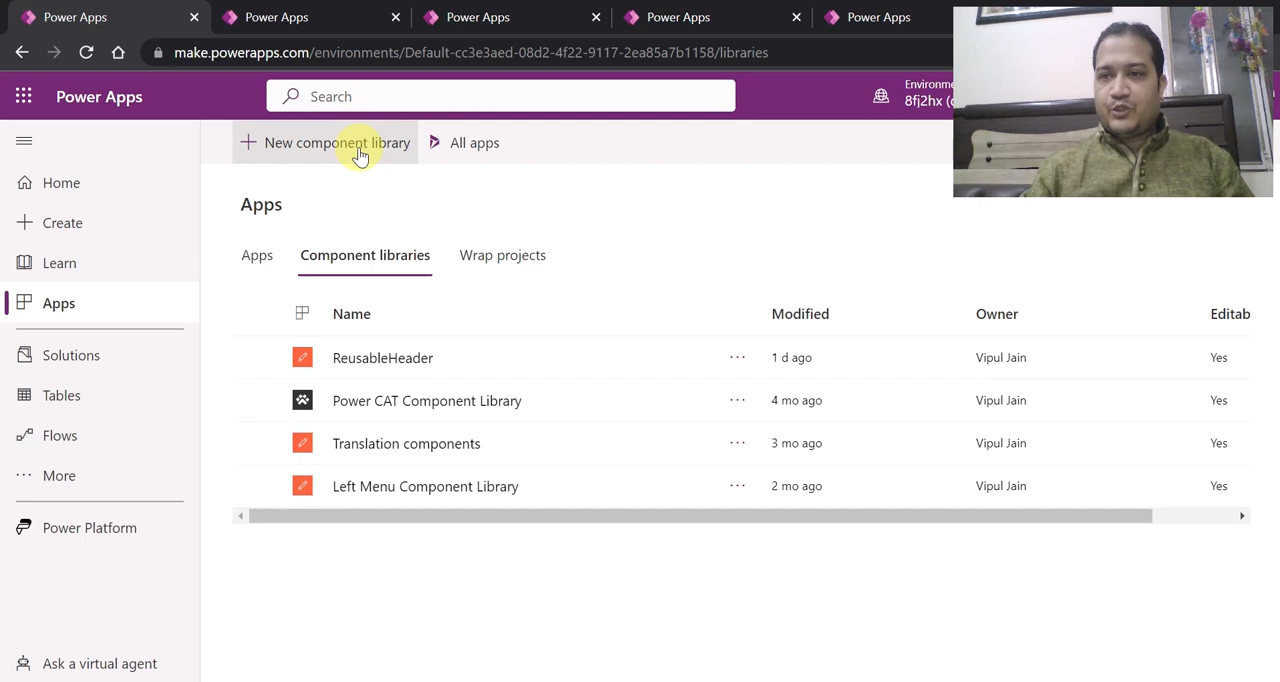 Power Apps
Power Apps
Power Apps
Power Apps
Power Apps
make.powerapps.com/environments/Default-cc3e3aed-08d2-4f22-9117-2ea85a7b1158/libraries
Power Apps
Search
Environme
8fj2hx (
New component library
All apps
Home
Create
Learn
Apps
Solutions
Tables
Flows
More
Power Platform
Ask a virtual agent
Apps
Apps
Component libraries
Wrap projects
Name Modified Owner Editab
ReusableHeader ... 1 d ago Vipul Jain Yes
Power CAT Component Library ... 4 mo ago Vipul Jain Yes
Translation components ... 3 mo ago Vipul Jain Yes
Left Menu Component Library ... 2 mo ago Vipul Jain Yes